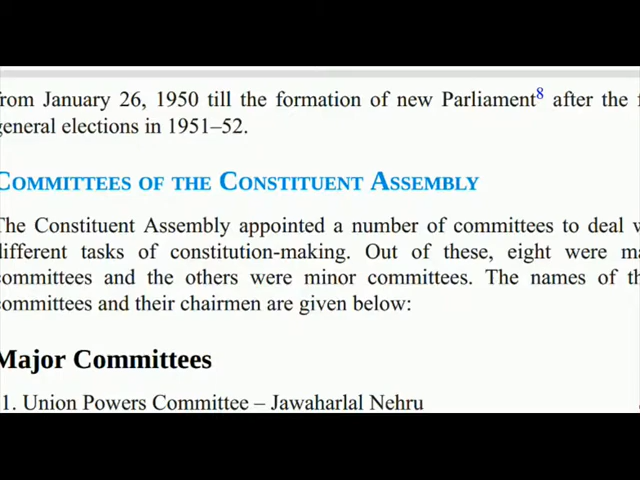 from January 26, 1950 till the formation of new Parliament8 after the
general elections in 1951–52.
COMMITTEES OF THE CONSTITUENT ASSEMBLY
The Constituent Assembly appointed a number of committees to deal
different tasks of constitution-making. Out of these, eight were
committees and the others were minor committees. The names of
committees and their chairmen are given below:
Major Committees
1. Union Powers Committee – Jawaharlal Nehru